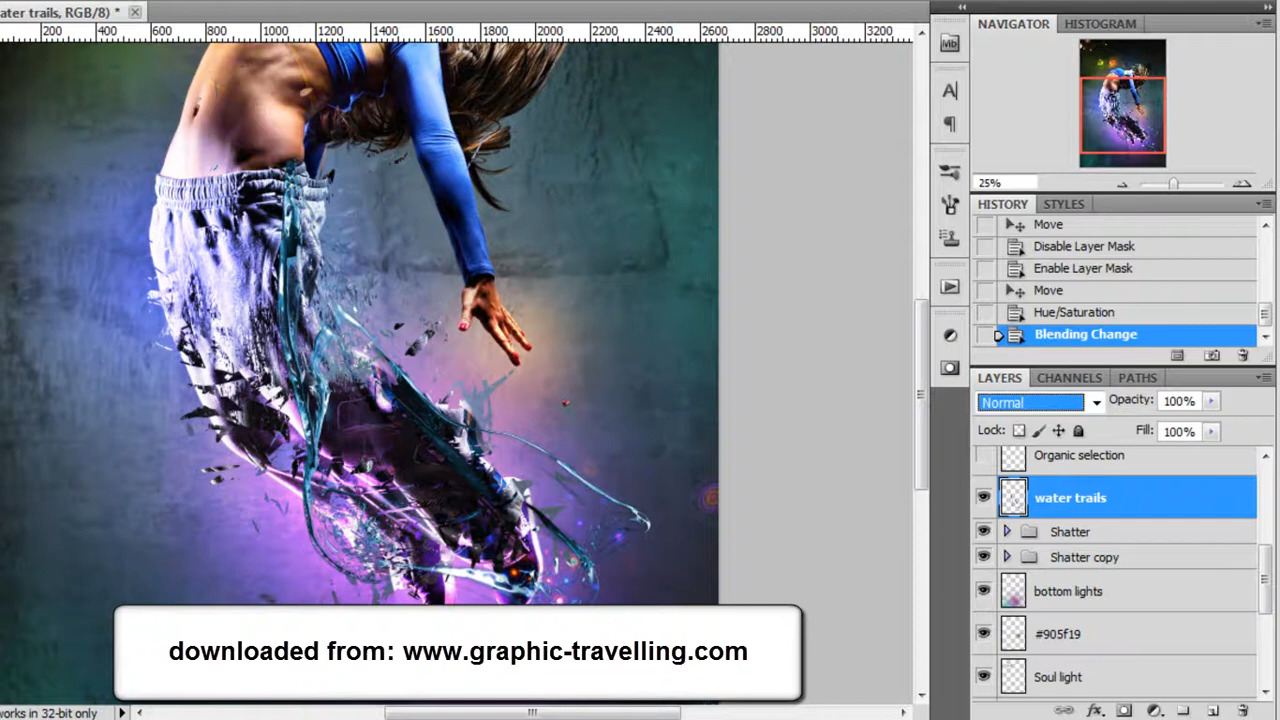 ater trails, RGB/8) *
200 400 600 800 1000 1200 1400 1600 1800 2000 2200 2400 2600 2800 3000 3200
NAVIGATOR HISTOGRAM
25%
HISTORY STYLES
Move
Disable Layer Mask
Enable Layer Mask
Move
Hue/Saturation
Blending Change
LAYERS CHANNELS PATHS
Normal Opacity: 100%
Lock: Fill: 100%
Organic selection
water trails
Shatter
Shatter copy
bottom lights
#905f19
Soul light
downloaded from: www.graphic-travelling.com
works in 32-bit only
Mb
A
fx